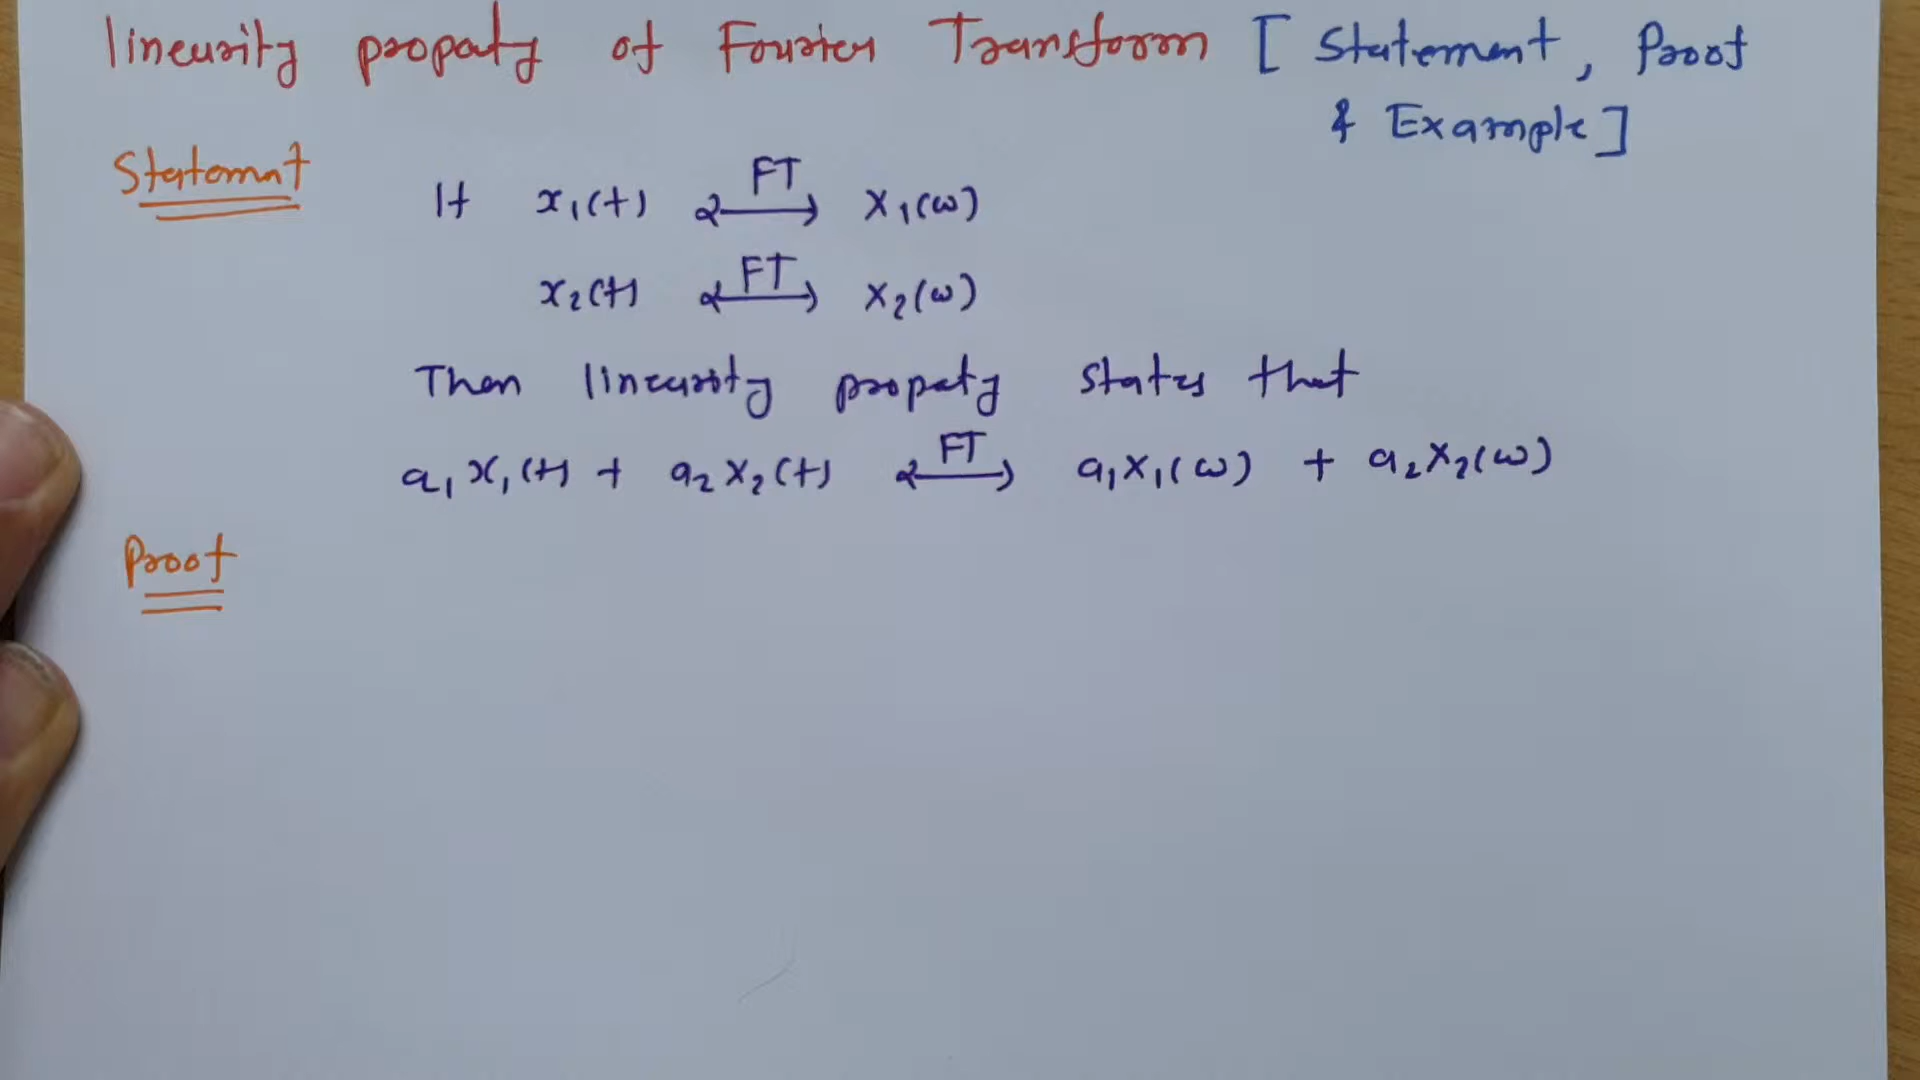 linearity property of Fourier Transform [ Statement, Proof
& Example ]
Statement
If x₁(t) ⟷ FT X₁(ω)
x₂(t) ⟷ FT X₂(ω)
Then linearity property states that
a₁x₁(t) + a₂x₂(t) ⟷ FT a₁X₁(ω) + a₂X₂(ω)
Proof